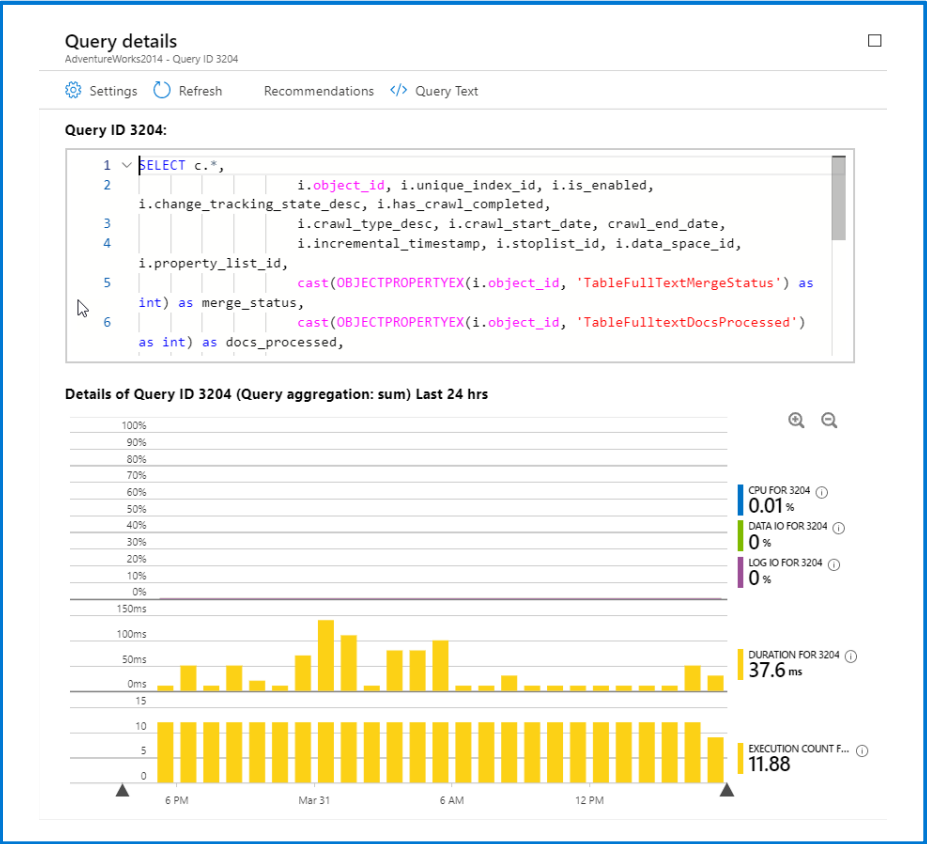 Query details
AdventureWorks2014 - Query ID 3204
Settings Refresh Recommendations </> Query Text
Query ID 3204:
1 SELECT c.*,
2 i.object_id, i.unique_index_id, i.is_enabled,
i.change_tracking_state_desc, i.has_crawl_completed,
3 i.crawl_type_desc, i.crawl_start_date, crawl_end_date,
4 i.incremental_timestamp, i.stoplist_id, i.data_space_id,
i.property_list_id,
5 cast(OBJECTPROPERTYEX(i.object_id, 'TableFullTextMergeStatus') as
int) as merge_status,
6 cast(OBJECTPROPERTYEX(i.object_id, 'TableFulltextDocsProcessed')
as int) as docs_processed,
Details of Query ID 3204 (Query aggregation: sum) Last 24 hrs
100%
90%
80%
70%
60%
50%
40%
30%
20%
10%
0%
CPU FOR 3204
0.01 %
DATA IO FOR 3204
0 %
LOG IO FOR 3204
0 %
150ms
100ms
50ms
0ms
DURATION FOR 3204
37.6 ms
15
10
5
0
EXECUTION COUNT F...
11.88
6 PM Mar 31 6 AM 12 PM